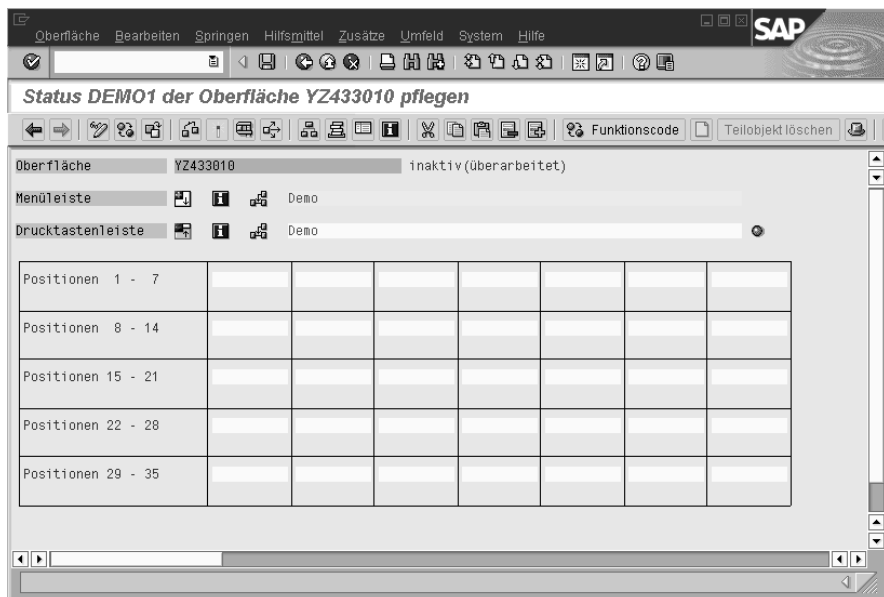 Oberfläche Bearbeiten Springen Hilfsmittel Zusätze Umfeld System Hilfe
SAP
Status DEMO1 der Oberfläche YZ433010 pflegen
Funktionscode Teilobjekt löschen
Oberfläche YZ433010 inaktiv(überarbeitet)
Menüleiste Demo
Drucktastenleiste Demo
Positionen 1 - 7
Positionen 8 - 14
Positionen 15 - 21
Positionen 22 - 28
Positionen 29 - 35